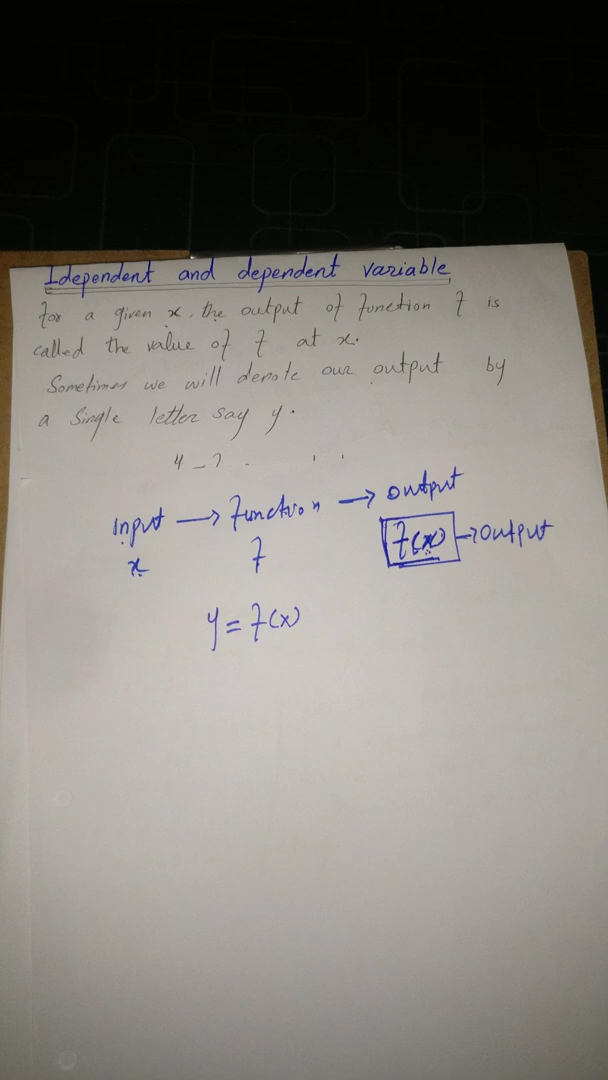 Idependent and dependent variable
For a given x, the output of function f is
called the value of f at x.
Sometimes we will denote our output by
a Single letter say y.
input → function → output
x f f(x) → output
y = f(x)